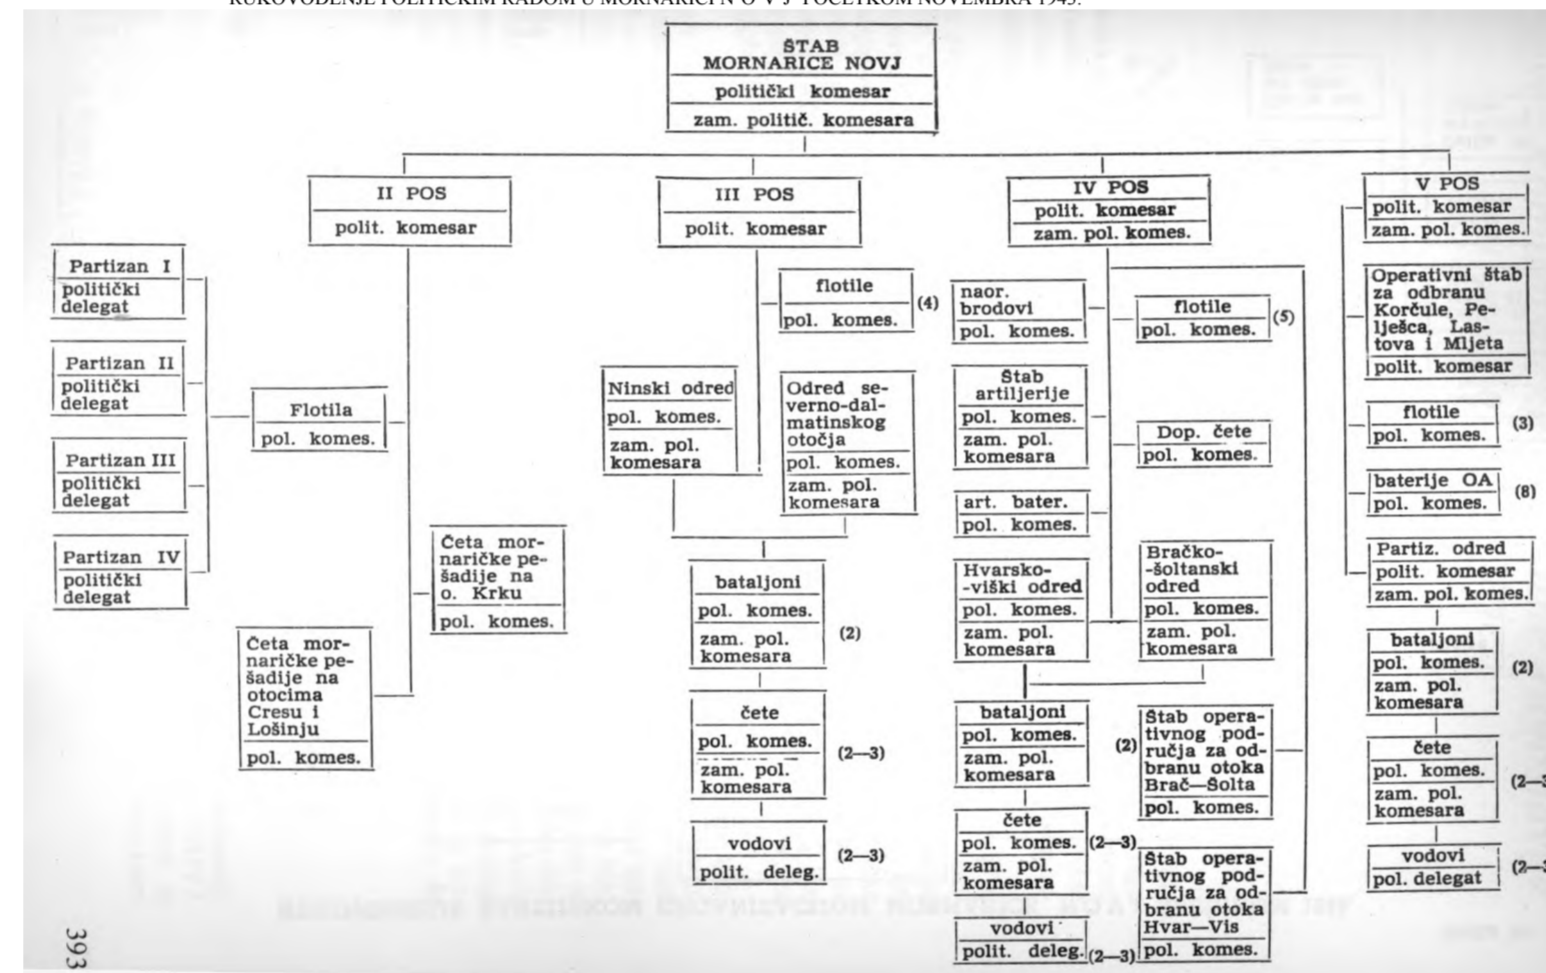 RUKOVOĐENJE POLITIČKIM RADOM U MORNARICI N O V J POČETKOM NOVEMBRA 1943.
ŠTAB
MORNARICE NOVJ
politički komesar
zam. politič. komesara
II POS
polit. komesar
Partizan I
politički
delegat
Partizan II
politički
delegat
Partizan III
politički
delegat
Partizan IV
politički
delegat
Flotila
pol. komes.
Četa mor-
naričke pe-
šadije na
o. Krku
pol. komes.
Četa mor-
naričke pe-
šadije na
otocima
Cresu i
Lošinju
pol. komes.
III POS
polit. komesar
flotile
pol. komes.
(4)
Ninski odred
pol. komes.
zam. pol.
komesara
Odred se-
verno-dal-
matinskog
otočja
pol. komes.
zam. pol.
komesara
bataljoni
pol. komes.
zam. pol.
komesara
(2)
čete
pol. komes.
zam. pol.
komesara
(2—3)
vodovi
polit. deleg.
(2—3)
IV POS
polit. komesar
zam. pol. komes.
naor.
brodovi
pol. komes.
flotile
pol. komes.
(5)
Štab
artiljerije
pol. komes.
zam. pol.
komesara
Dop. čete
pol. komes.
art. bater.
pol. komes.
Hvarsko-
-viški odred
pol. komes.
zam. pol.
komesara
Bračko-
-šoltanski
odred
pol. komes.
zam. pol.
komesara
bataljoni
pol. komes.
zam. pol.
komesara
(2)
Štab opera-
tivnog pod-
ručja za od-
branu otoka
Brač—Šolta
pol. komes.
čete
pol. komes.
zam. pol.
komesara
(2—3)
Štab opera-
tivnog pod-
ručja za od-
branu otoka
Hvar—Vis
pol. komes.
vodovi
polit. deleg.
(2—3)
V POS
polit. komesar
zam. pol. komes.
Operativni štab
za odbranu
Korčule, Pe-
lješca, Las-
tova i Mljeta
polit. komesar
flotile
pol. komes.
(3)
baterije OA
pol. komes.
(8)
Partiz. odred
polit. komesar
zam. pol. komes.
bataljoni
pol. komes.
zam. pol.
komesara
(2)
čete
pol. komes.
zam. pol.
komesara
(2—3
vodovi
pol. delegat
(2—3
393